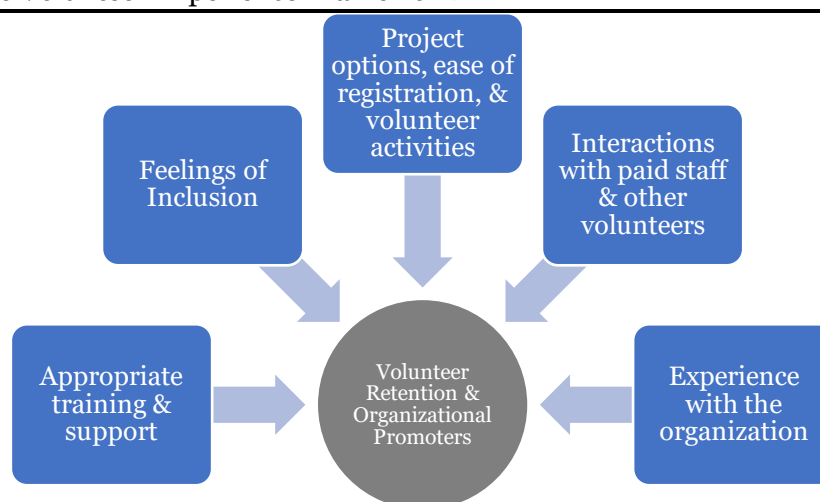 Project
options, ease of
registration, &
volunteer
activities
Feelings of
Inclusion
Interactions
with paid staff
& other
volunteers
Appropriate
training &
support
Volunteer
Retention &
Organizational
Promoters
Experience
with the
organization